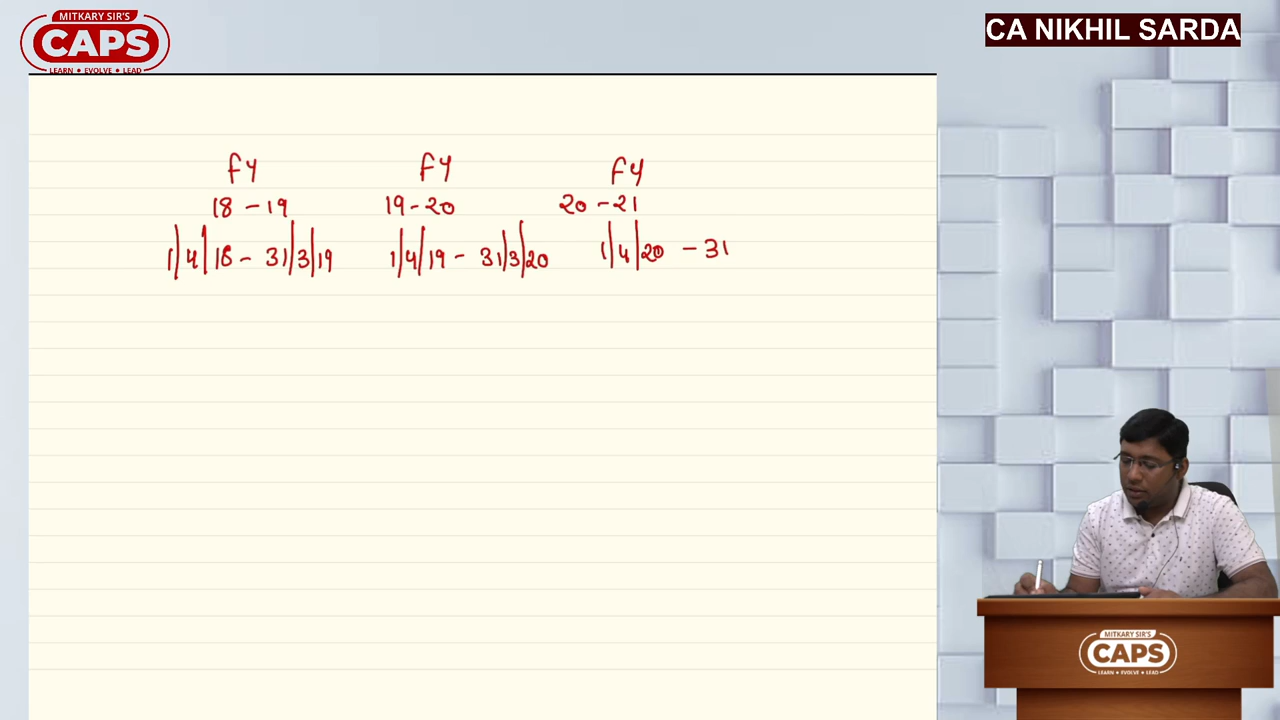 MITKARY SIR'S
CAPS
LEARN • EVOLVE • LEAD
CA NIKHIL SARDA
FY FY FY
18 - 19 19 - 20 20 - 21
1/4/18 - 31/3/19 1/4/19 - 31/3/20 1/4/20 - 31
MITKARY SIR'S
CAPS
LEARN • EVOLVE • LEAD